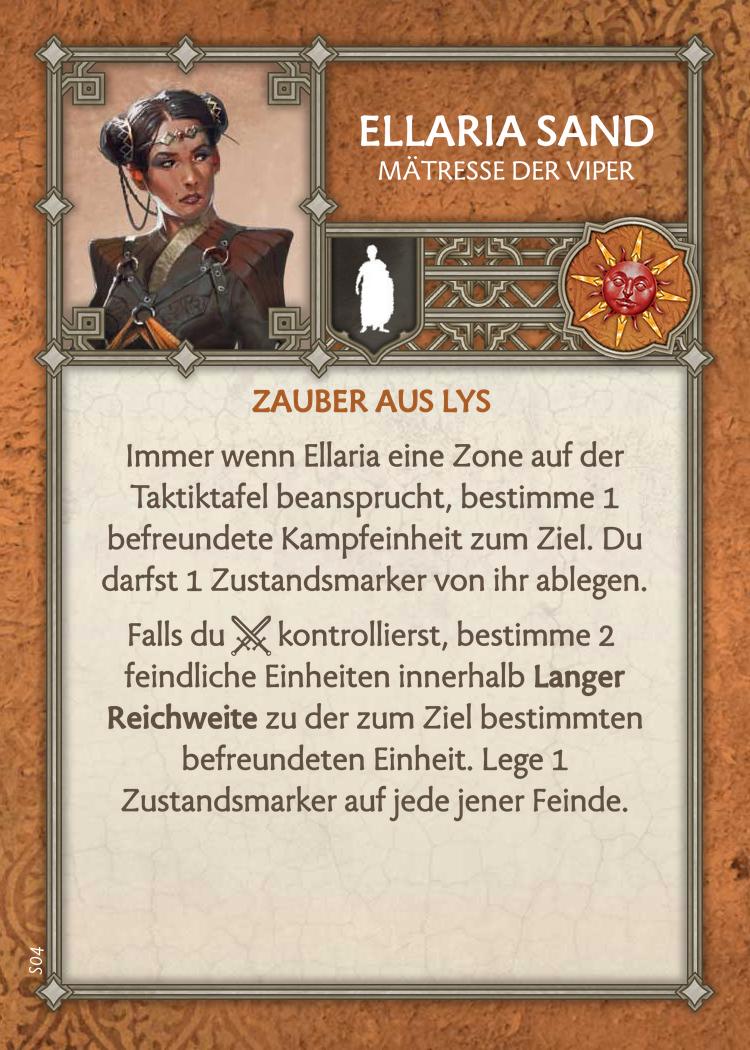 ELLARIA SAND
MÄTRESSE DER VIPER
ZAUBER AUS LYS
Immer wenn Ellaria eine Zone auf der
Taktiktafel beansprucht, bestimme 1
befreundete Kampfeinheit zum Ziel. Du
darfst 1 Zustandsmarker von ihr ablegen.
Falls du kontrollierst, bestimme 2
feindliche Einheiten innerhalb Langer
Reichweite zu der zum Ziel bestimmten
befreundeten Einheit. Lege 1
Zustandsmarker auf jede jener Feinde.
S04